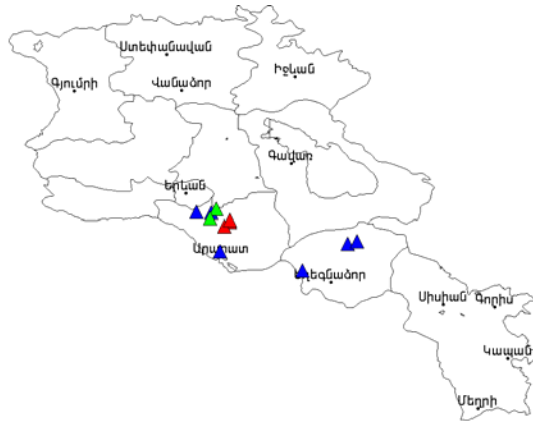 Ստեփանավան
Իջևան
Գյումրի
Վանաձոր
Գավառ
Երևան
Արարատ
Եղեգնաձոր
Սիսիան
Գորիս
Կապան
Մեղրի